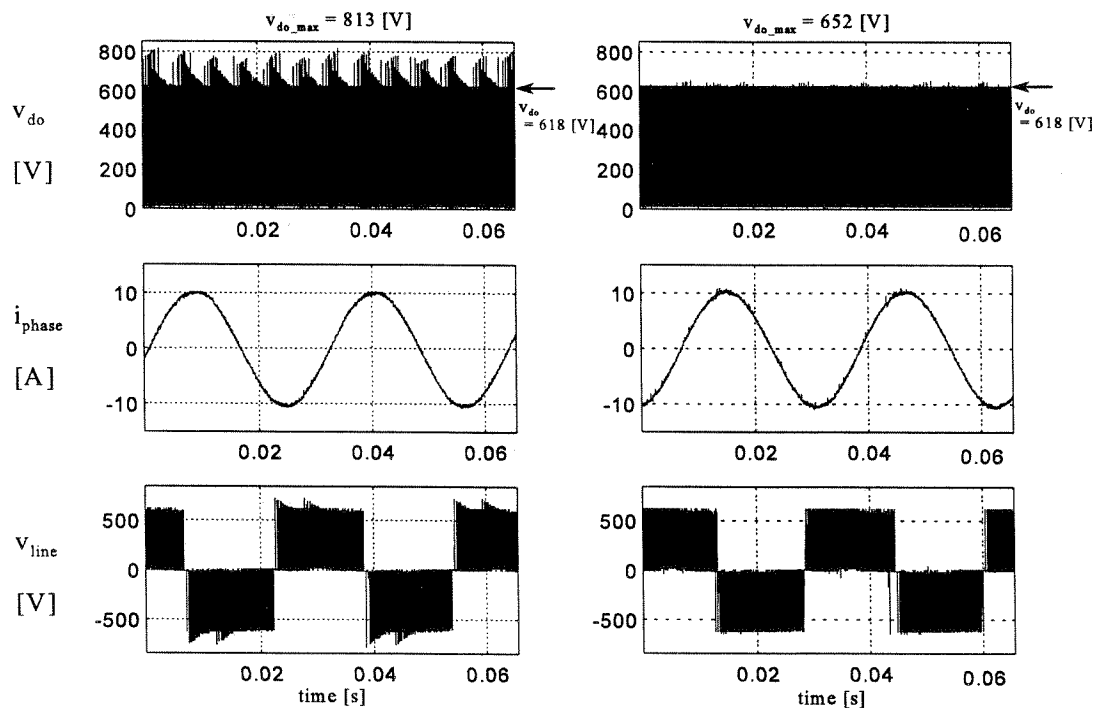 v_do_max = 813 [V]
v_do_max = 652 [V]
v_do
[V]
800
600
400
200
0
0.02
0.04
0.06
v_do
= 618 [V]
800
600
400
200
0
0.02
0.04
0.06
v_do
= 618 [V]
i_phase
[A]
10
0
-10
0.02
0.04
0.06
10
0
-10
0.02
0.04
0.06
v_line
[V]
500
0
-500
0.02
0.04
0.06
time [s]
500
0
-500
0.02
0.04
0.06
time [s]